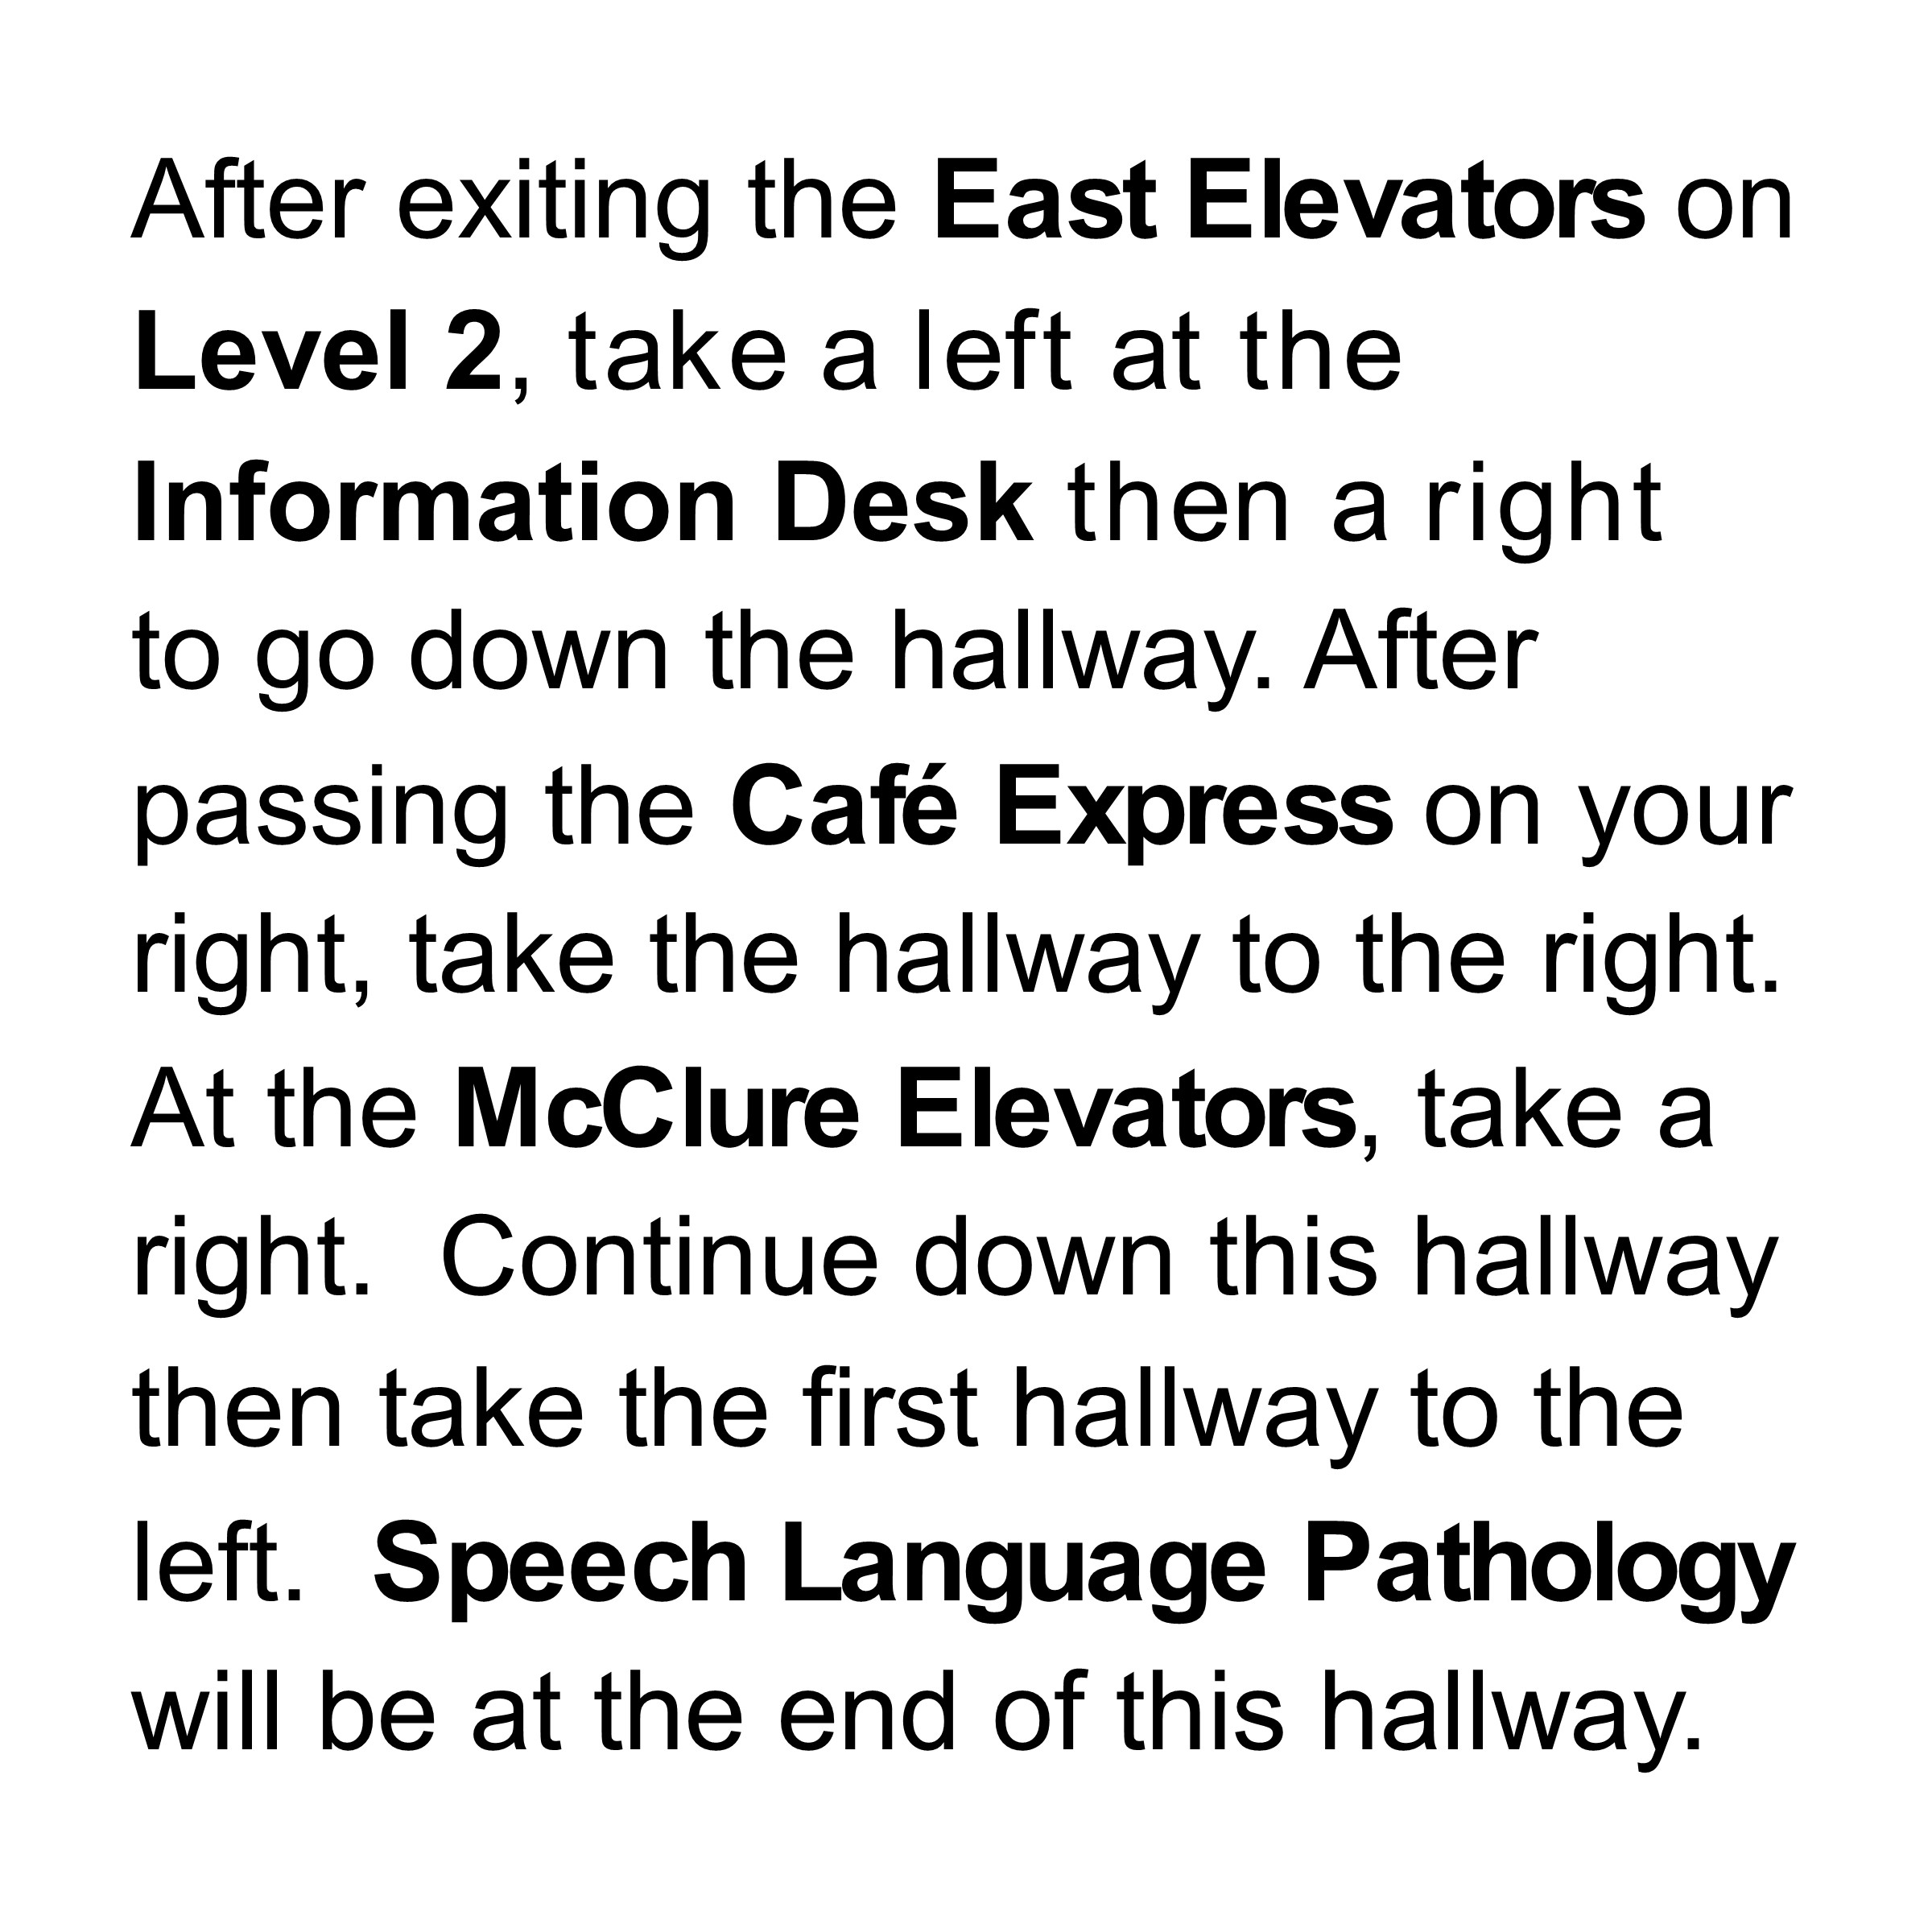 After exiting the East Elevators on
Level 2, take a left at the
Information Desk then a right
to go down the hallway. After
passing the Café Express on your
right, take the hallway to the right.
At the McClure Elevators, take a
right.  Continue down this hallway
then take the first hallway to the
left.  Speech Language Pathology
will be at the end of this hallway.